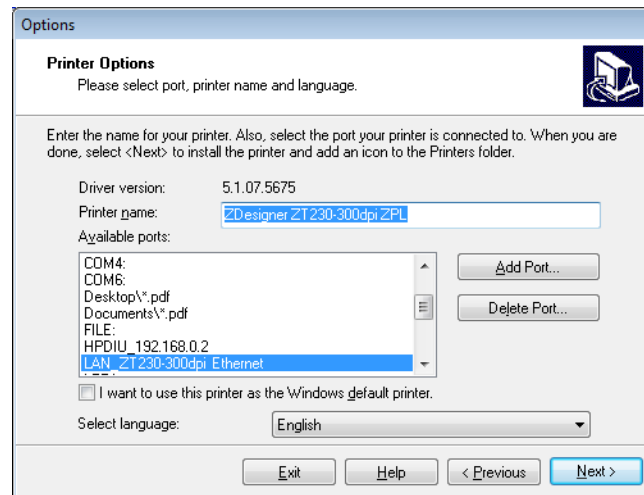 Options
Printer Options
Please select port, printer name and language.
Enter the name for your printer. Also, select the port your printer is connected to. When you are
done, select <Next> to install the printer and add an icon to the Printers folder.
Driver version: 5.1.07.5675
Printer name: ZDesigner ZT230-300dpi ZPL
Available ports:
COM4:
COM6:
Desktop\*.pdf
Documents\*.pdf
FILE:
HPDIU_192.168.0.2
LAN_ZT230-300dpi Ethernet
Add Port...
Delete Port...
I want to use this printer as the Windows default printer.
Select language: English
Exit Help < Previous Next >